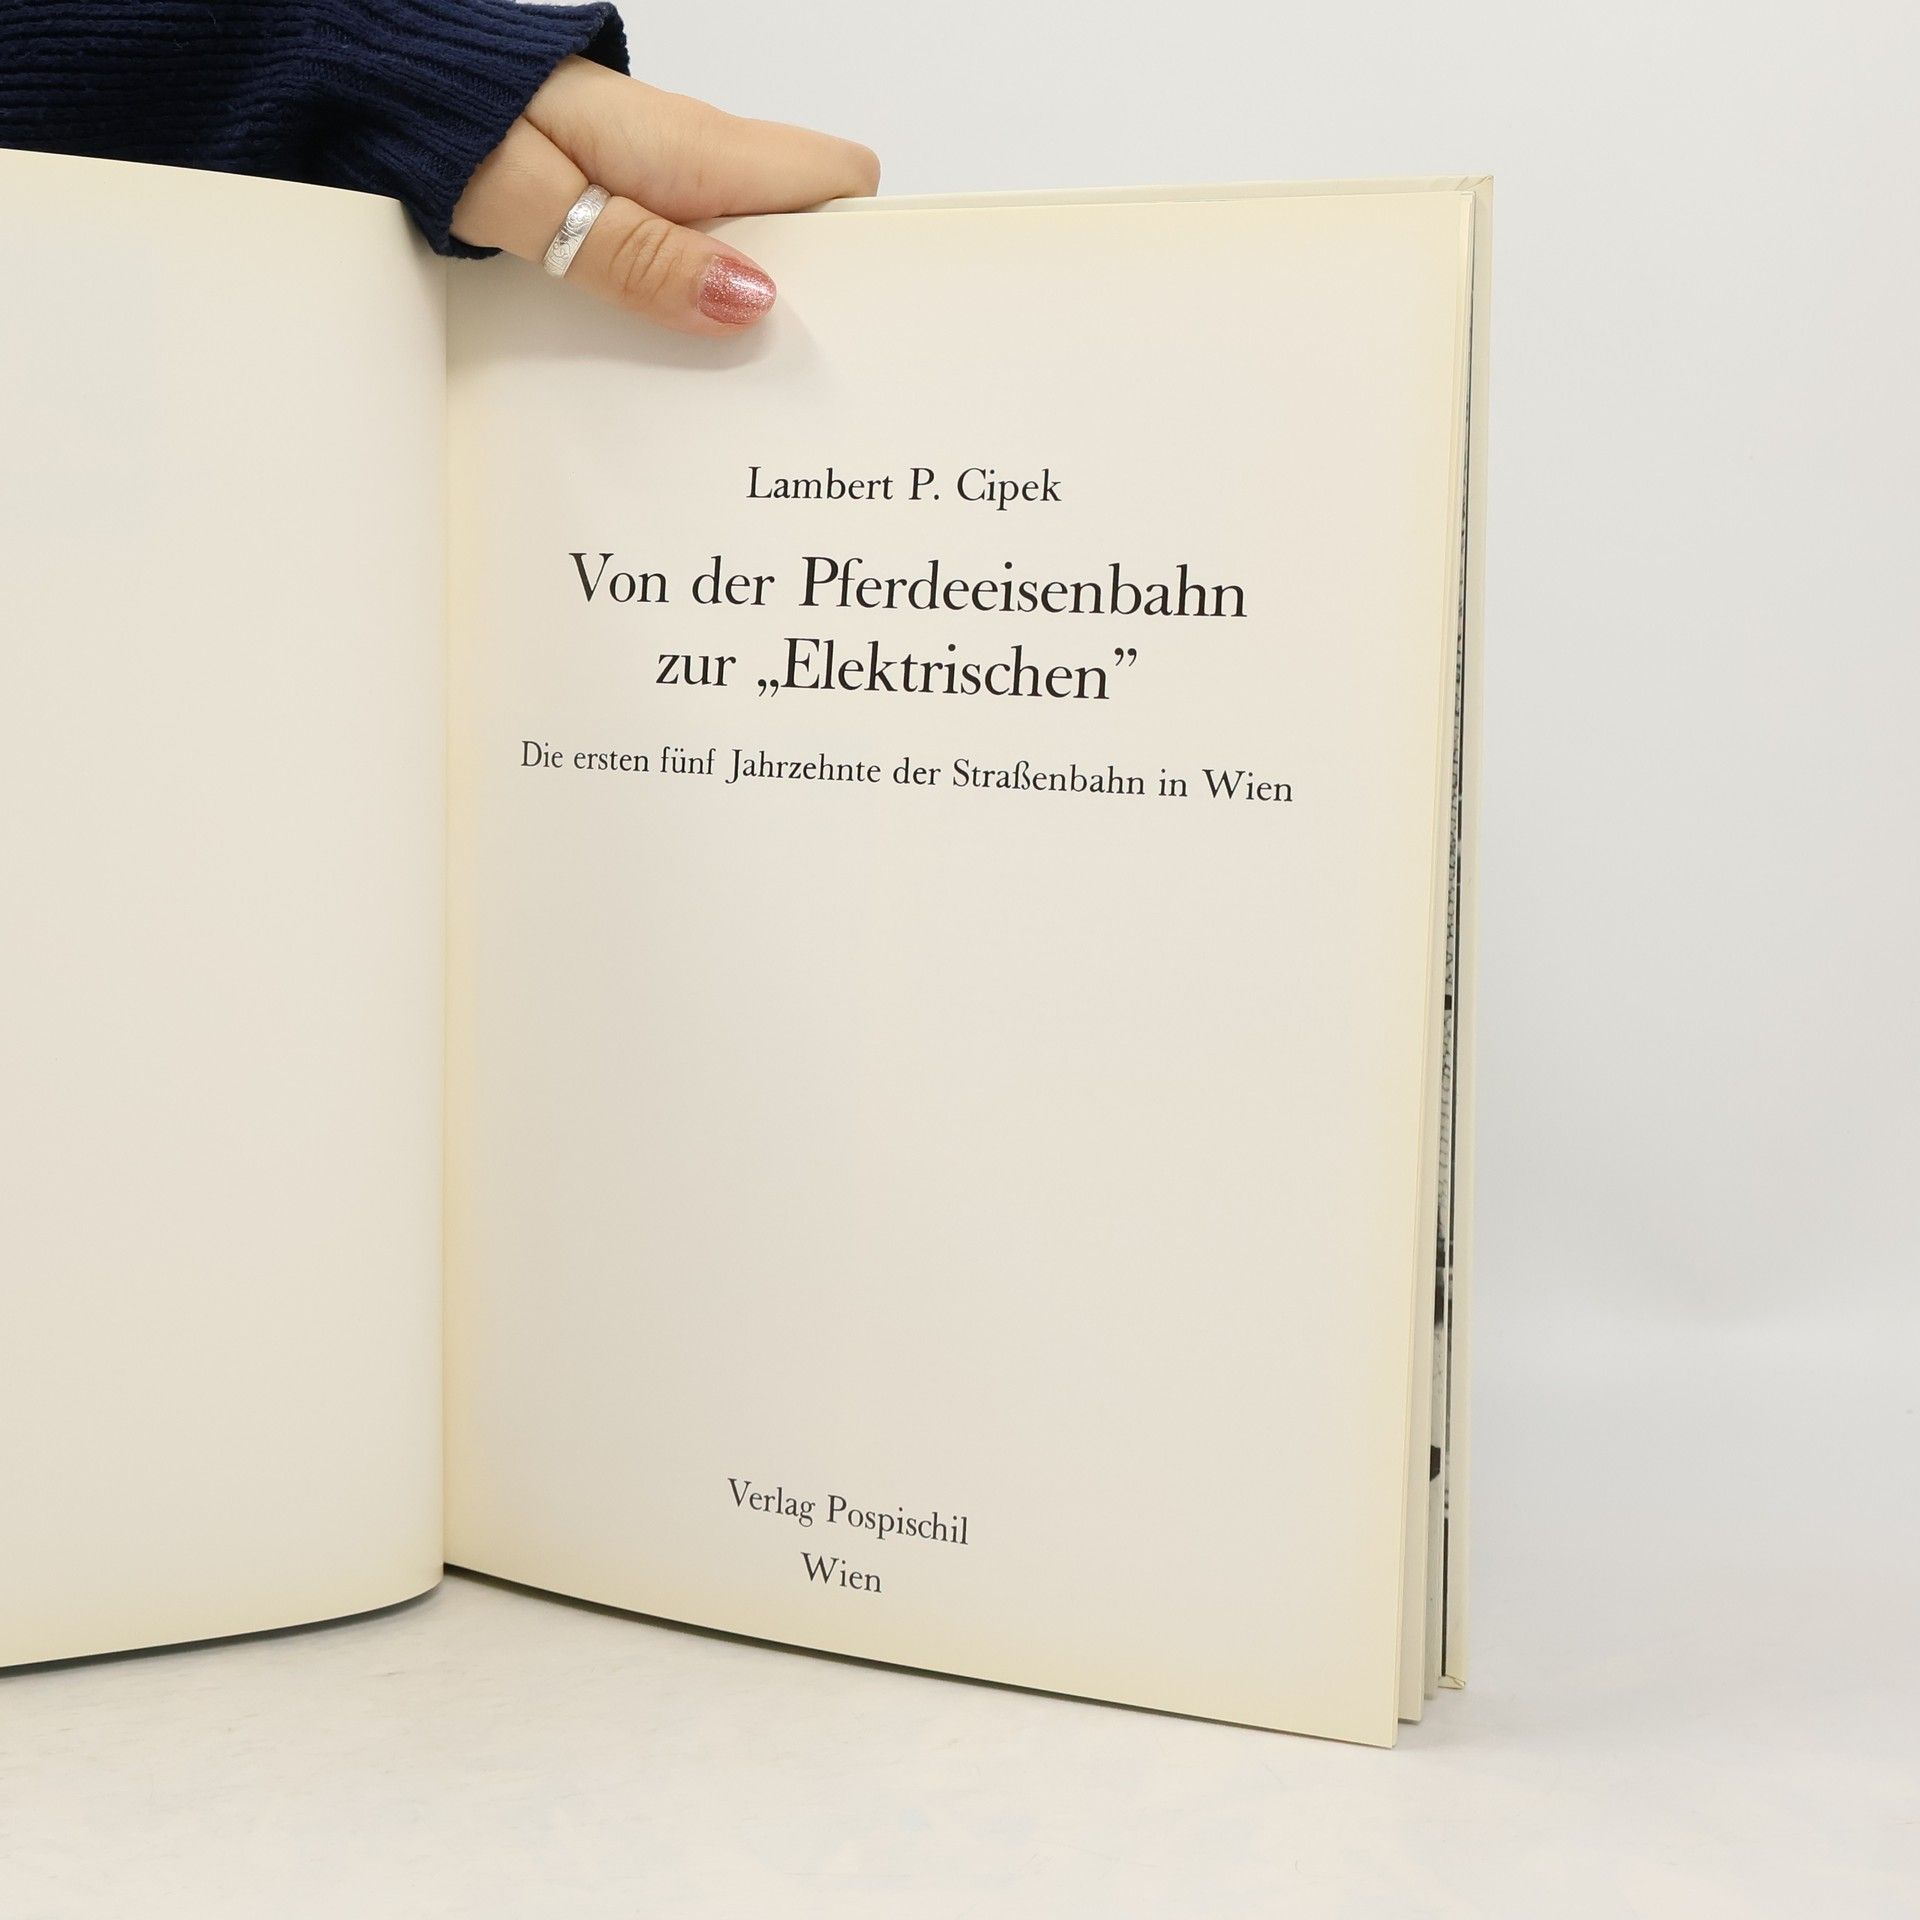 Lambert P. Cipek
Von der Pferdeeisenbahn
zur „Elektrischen”
Die ersten fünf Jahrzehnte der Straßenbahn in Wien
Verlag Pospischil
Wien